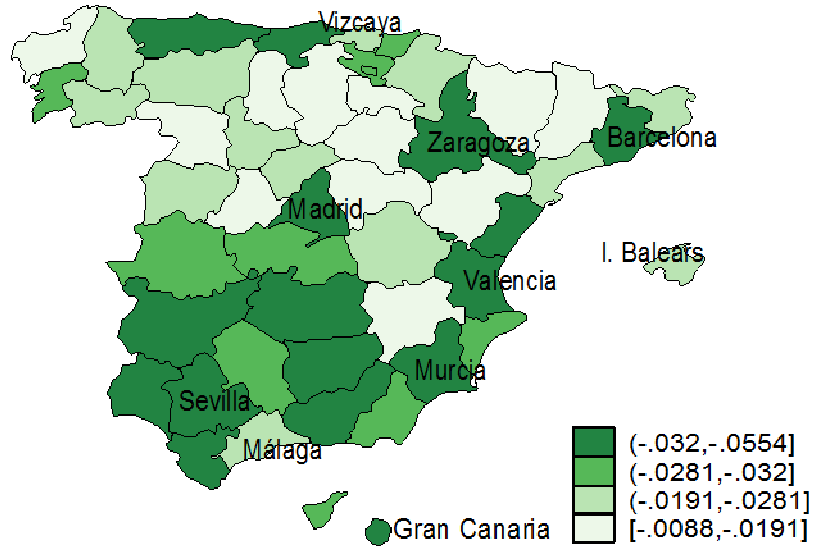 Vizcaya
Zaragoza
Barcelona
Madrid
I. Balears
Valencia
Murcia
Sevilla
Málaga
(-.032,-.0554]
(-.0281,-.032]
(-.0191,-.0281]
[-.0088,-.0191]
Gran Canaria